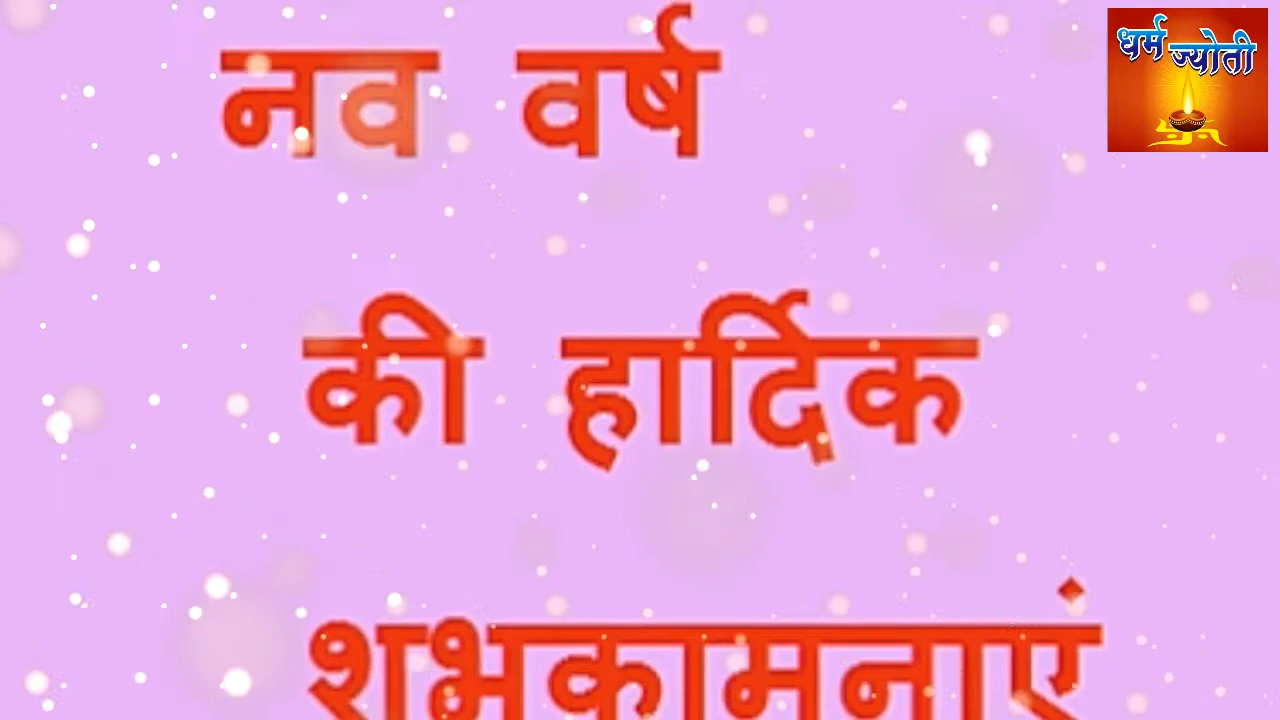 नव वर्ष
की हार्दिक
शुभकामनाएं
धर्म ज्योती